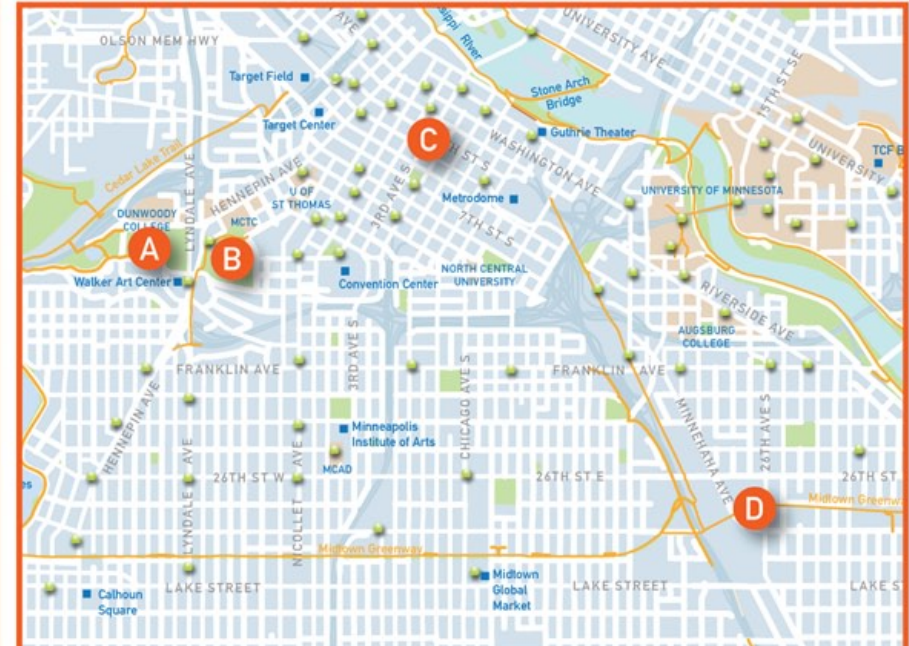 AVE
UNIVERSITY AVE
OLSON MEM HWY
River
Target Field
Stone Arch
Bridge
15TH ST SE
Target Center
C
Guthrie Theater
UNIVERSITY
WASHINGTON AVE
TCF B
Cedar Lake Trail
LYNDALE AVE
HENNEPIN AVE
U OF
ST THOMAS
3RD AVE S
TH ST S
Metrodome
UNIVERSITY OF MINNESOTA
DUNWOODY
COLLEGE
MCTC
7TH ST S
A
B
Walker Art Center
Convention Center
NORTH CENTRAL
UNIVERSITY
RIVERSIDE AVE
AUGSBURG
COLLEGE
3RD AVE S
FRANKLIN AVE
FRANKLIN AVE
HENNEPIN AVE
CHICAGO AVE S
MINNEHAHA AVE
26TH AVE S
Minneapolis
Institute of Arts
MCAD
LYNDALE AVE
26TH ST W
NICOLLET AVE
26TH ST E
26TH ST
D
Midtown Greenw
Midtown Greenway
es
LAKE STREET
Calhoun
Square
Midtown
Global
Market
LAKE STREET
LAKE S